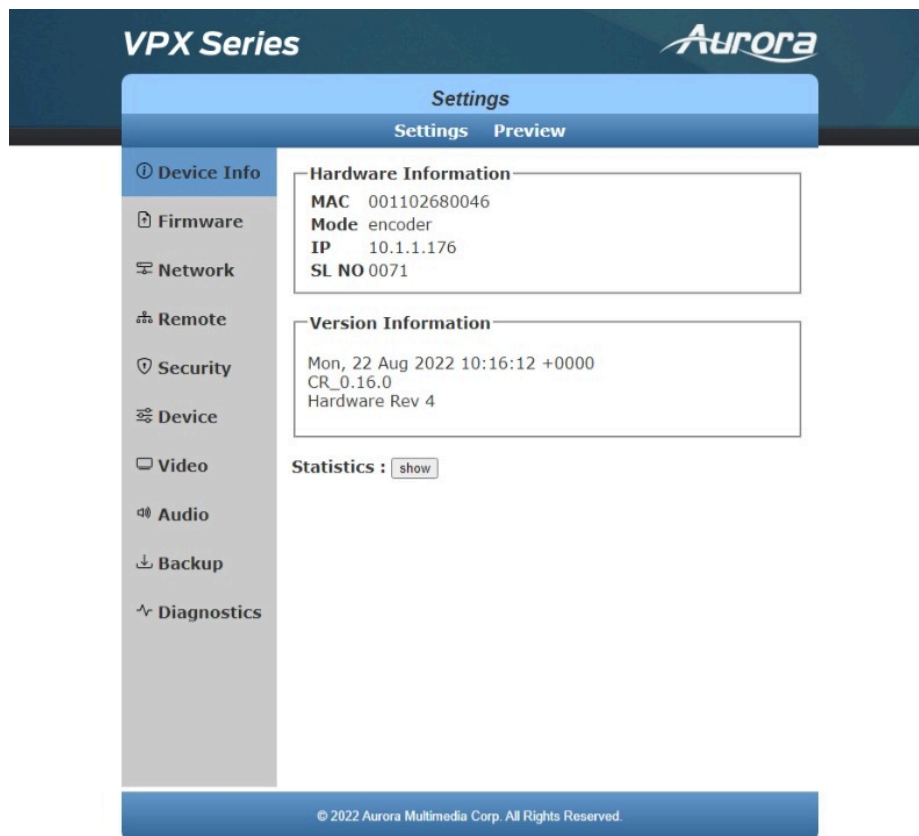 VPX Series
Aurora
Settings
Settings Preview
Device Info
Firmware
Network
Remote
Security
Device
Video
Audio
Backup
Diagnostics
Hardware Information
MAC 001102680046
Mode encoder
IP 10.1.1.176
SL NO 0071
Version Information
Mon, 22 Aug 2022 10:16:12 +0000
CR_0.16.0
Hardware Rev 4
Statistics : show
© 2022 Aurora Multimedia Corp. All Rights Reserved.